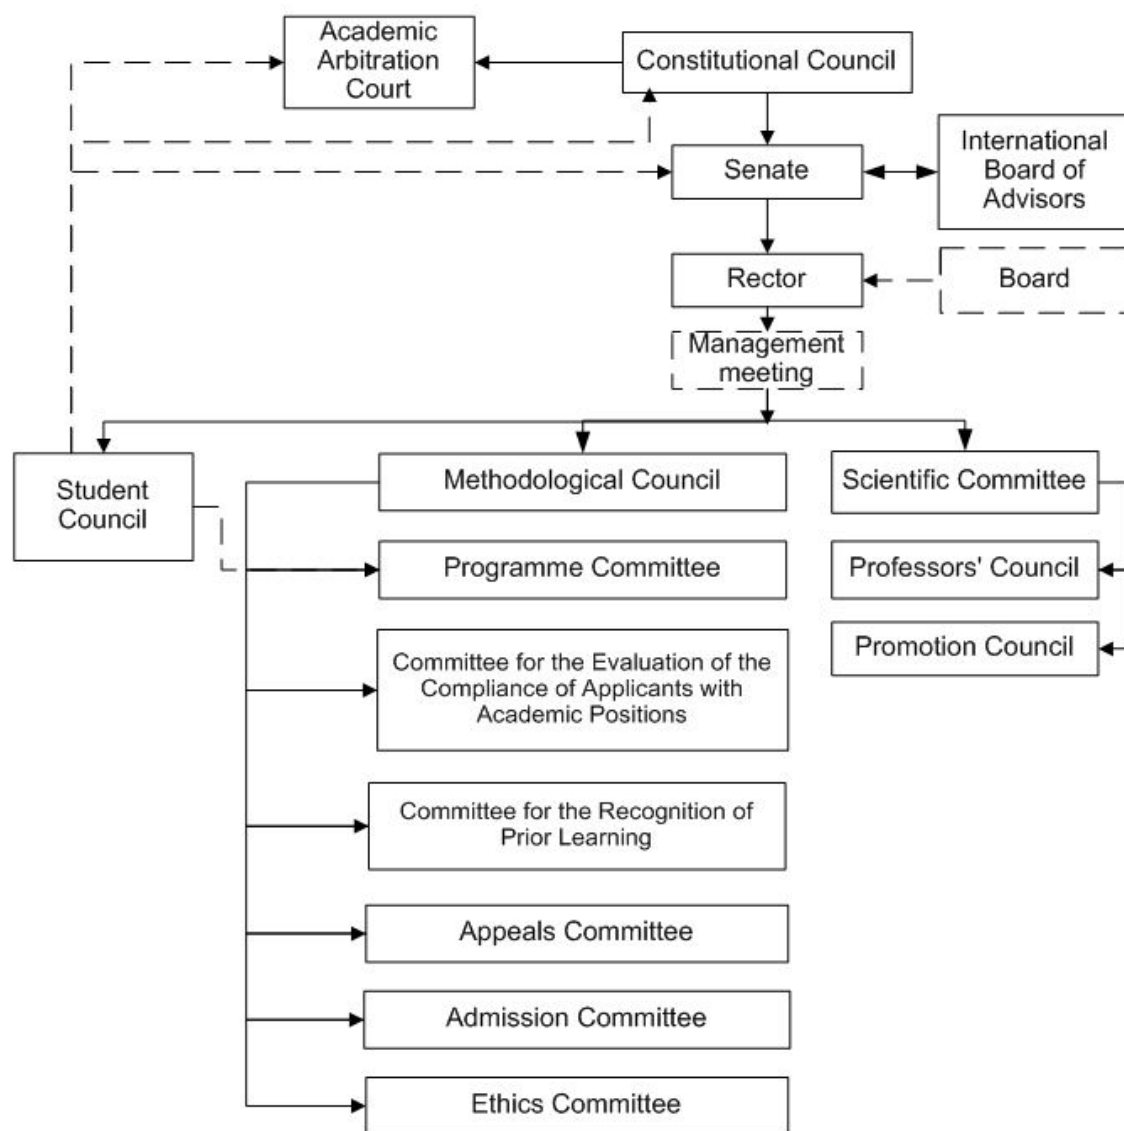 Academic
Arbitration
Court
Constitutional Council
Senate
International
Board of
Advisors
Rector
Board
Management
meeting
Student
Council
Methodological Council
Scientific Committee
Programme Committee
Professors' Council
Promotion Council
Committee for the Evaluation of the
Compliance of Applicants with
Academic Positions
Committee for the Recognition of
Prior Learning
Appeals Committee
Admission Committee
Ethics Committee